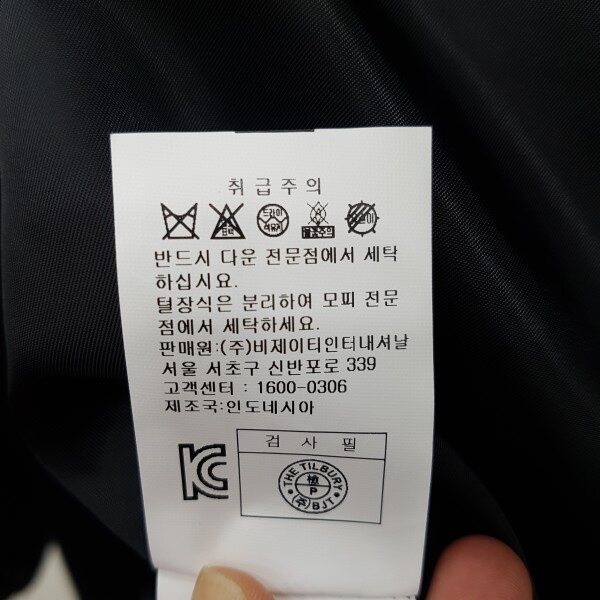 취급주의
드라이
반드시 다운 전문점에서 세탁
하십시요.
털장식은 분리하여 모피 전문
점에서 세탁하세요.
판매원:(주)비제이티인터내셔날
서울 서초구 신반포로 339
고객센터 : 1600-0306
제조국:인도네시아
검사필
THE TILBURY
檢
P
(주)BJT